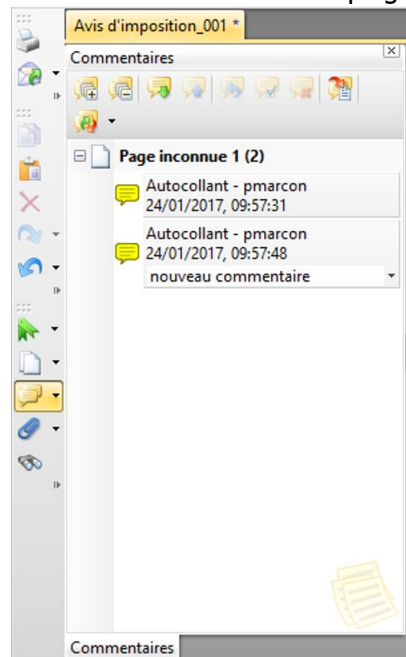 pag
Avis d'imposition_001 *
Commentaires
Page inconnue 1 (2)
Autocollant - pmarcon
24/01/2017, 09:57:31
Autocollant - pmarcon
24/01/2017, 09:57:48
nouveau commentaire
Commentaires